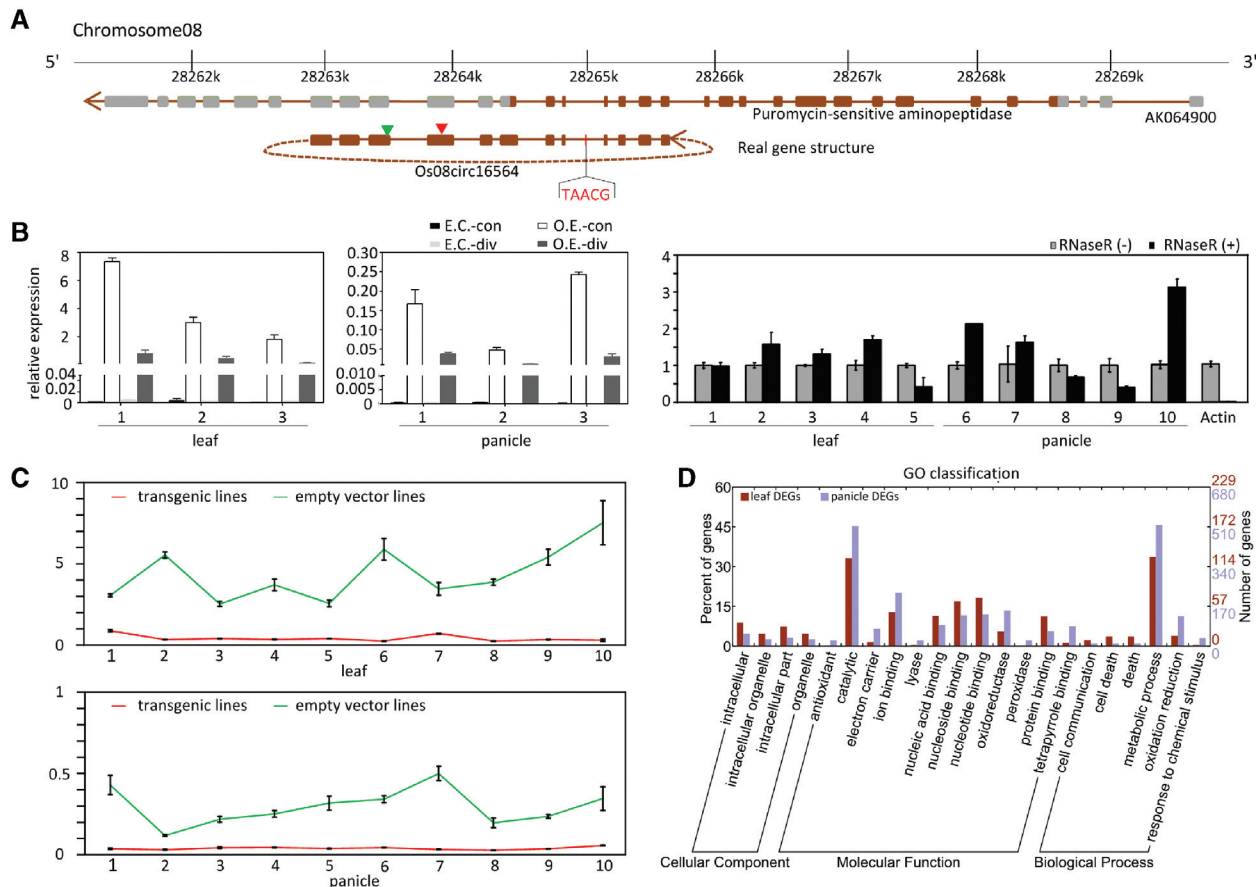 A
Chromosome08
5'
3'
28262k
28263k
28264k
28265k
28266k
28267k
28268k
28269k
Puromycin-sensitive aminopeptidase
AK064900
Real gene structure
Os08circ16564
TAACG
B
E.C.-con
O.E.-con
E.C.-div
O.E.-div
relative expression
8
6
4
2
0.04
0.02
0
1
2
3
leaf
0.30
0.25
0.20
0.15
0.10
0.05
0.010
0.005
0
1
2
3
panicle
RNaseR (-)
RNaseR (+)
4
3
2
1
0
1
2
3
4
5
6
7
8
9
10
Actin
leaf
panicle
C
transgenic lines
empty vector lines
10
5
0
1
2
3
4
5
6
7
8
9
10
leaf
transgenic lines
empty vector lines
1
0.5
0
1
2
3
4
5
6
7
8
9
10
panicle
D
GO classification
leaf DEGs
panicle DEGs
Percent of genes
60
45
30
15
0
229
680
172
510
114
340
57
170
0
0
Number of genes
intracellular
intracellular organelle
intracellular part
organelle
antioxidant
catalytic
electron carrier
ion binding
lyase
nucleic acid binding
nucleoside binding
nucleotide binding
oxidoreductase
peroxidase
protein binding
tetrapyrrole binding
cell communication
cell death
death
metabolic process
oxidation reduction
response to chemical stimulus
Cellular Component
Molecular Function
Biological Process